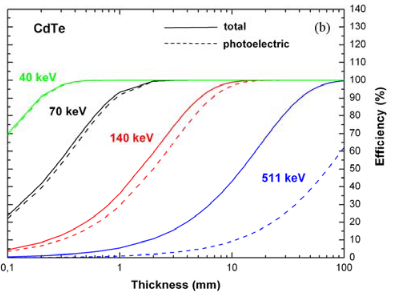 CdTe
total
photoelectric
(b)
40 keV
70 keV
140 keV
511 keV
140
130
120
110
100
90
80
70
60
50
40
30
20
10
0
Efficiency (%)
0,1
1
10
100
Thickness (mm)